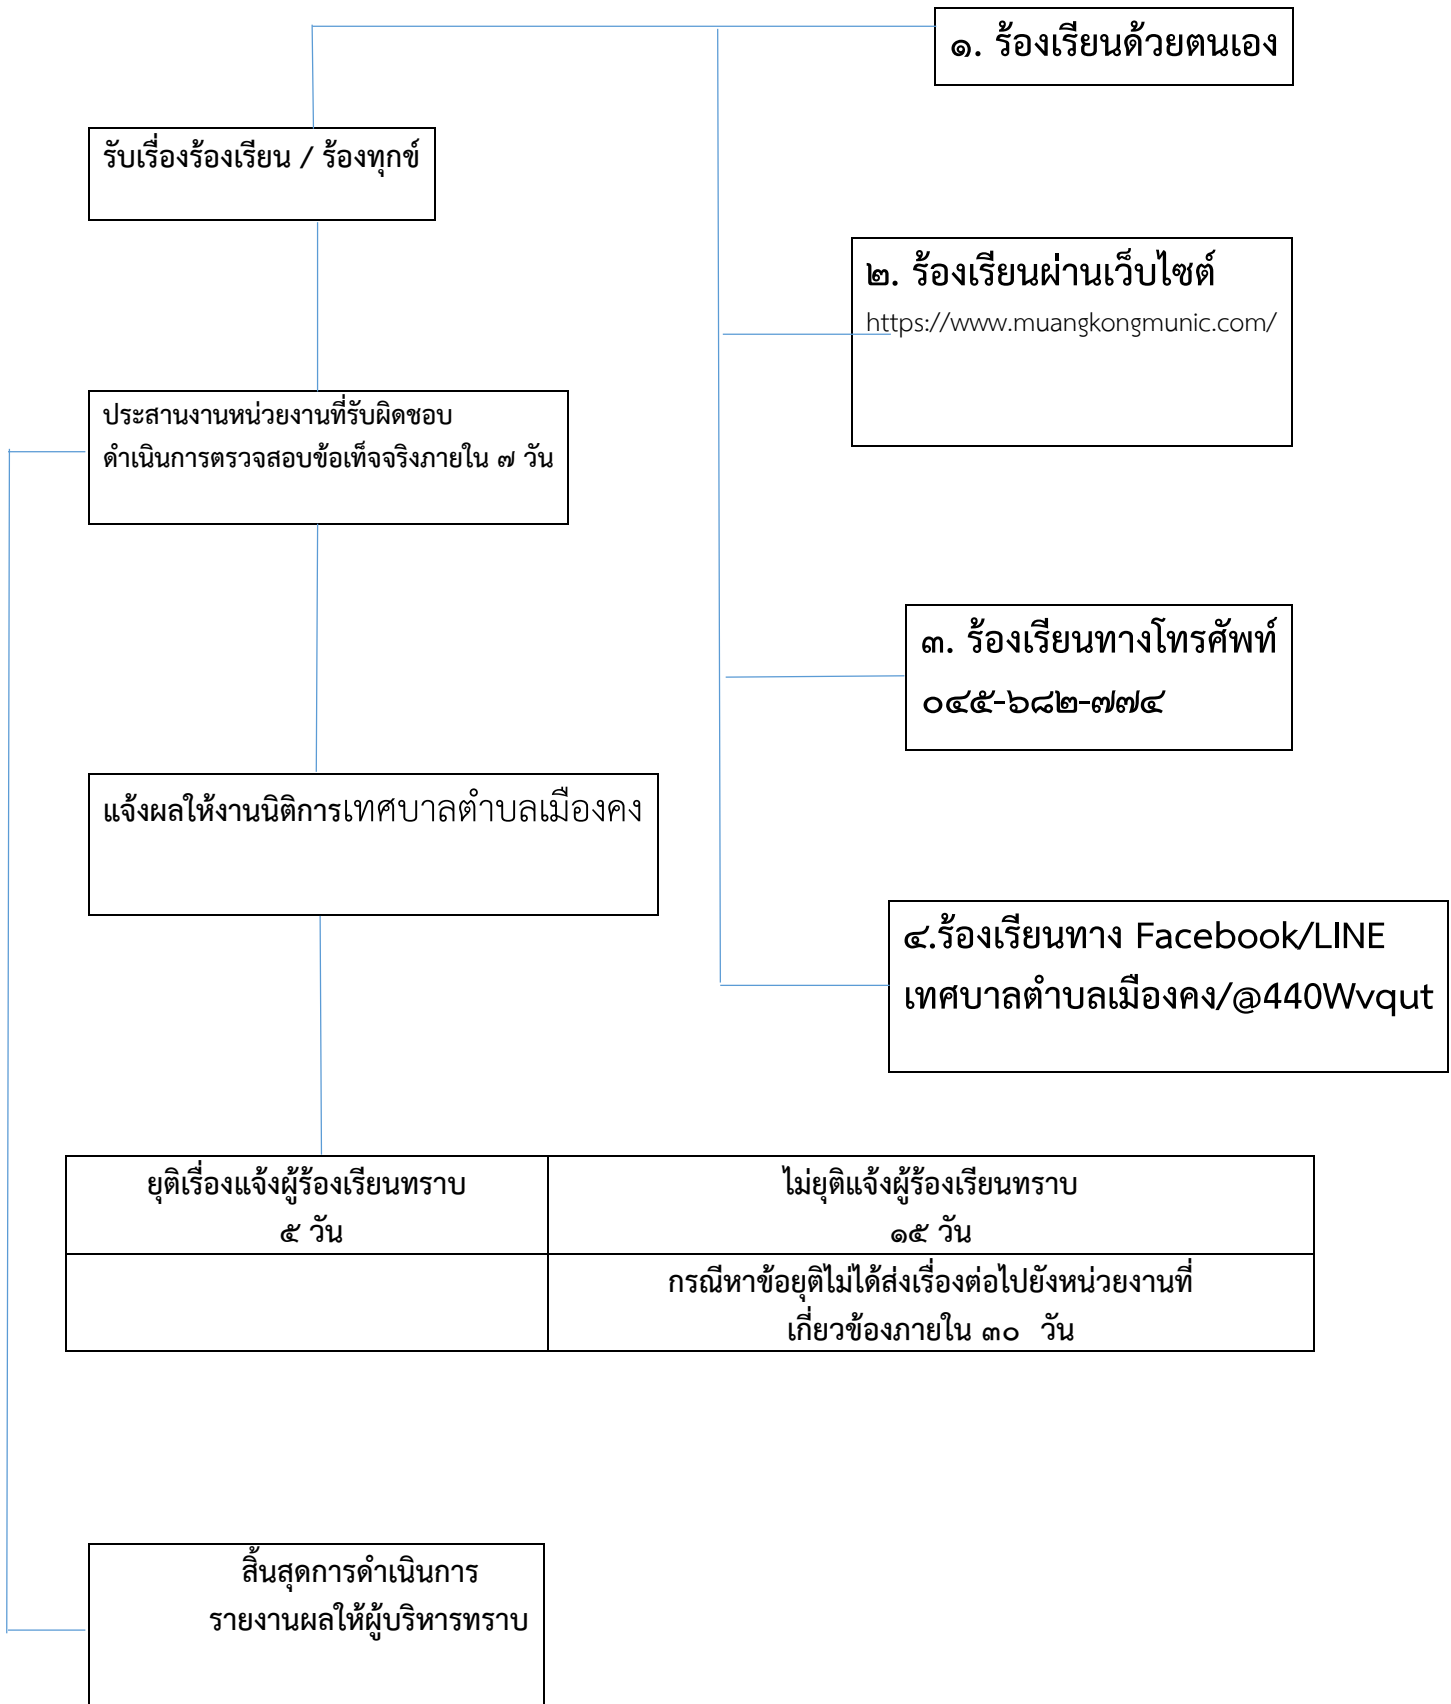 ๑. ร้องเรียนด้วยตนเอง
รับเรื่องร้องเรียน / ร้องทุกข์
๒. ร้องเรียนผ่านเว็บไซต์
https://www.muangkongmunic.com/
ประสานงานหน่วยงานที่รับผิดชอบ
ดำเนินการตรวจสอบข้อเท็จจริงภายใน ๗ วัน
๓. ร้องเรียนทางโทรศัพท์
๐๔๕-๖๘๒-๗๗๔
แจ้งผลให้งานนิติการเทศบาลตำบลเมืองคง
๔.ร้องเรียนทาง Facebook/LINE
เทศบาลตำบลเมืองคง/@440Wvqut
ยุติเรื่องแจ้งผู้ร้องเรียนทราบ
๕ วัน
ไม่ยุติแจ้งผู้ร้องเรียนทราบ
๑๕ วัน
กรณีหาข้อยุติไม่ได้ส่งเรื่องต่อไปยังหน่วยงานที่
เกี่ยวข้องภายใน ๓๐ วัน
สิ้นสุดการดำเนินการ
รายงานผลให้ผู้บริหารทราบ